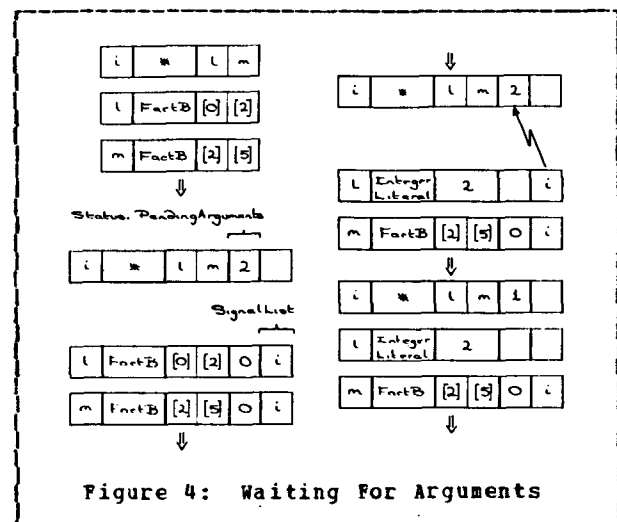 i * l m
l FactB [0] [2]
m FactB [2] [5]
⇓
Status. PendingArguments
i * l m 2
SignalList
l FactB [0] [2] 0 i
m FactB [2] [5] 0 i
⇓
⇓
i * l m 2
l Integer Literal 2 i
m FactB [2] [5] 0 i
⇓
i * l m 1
l Integer Literal 2
m FactB [2] [5] 0 i
⇓
Figure 4: Waiting For Arguments